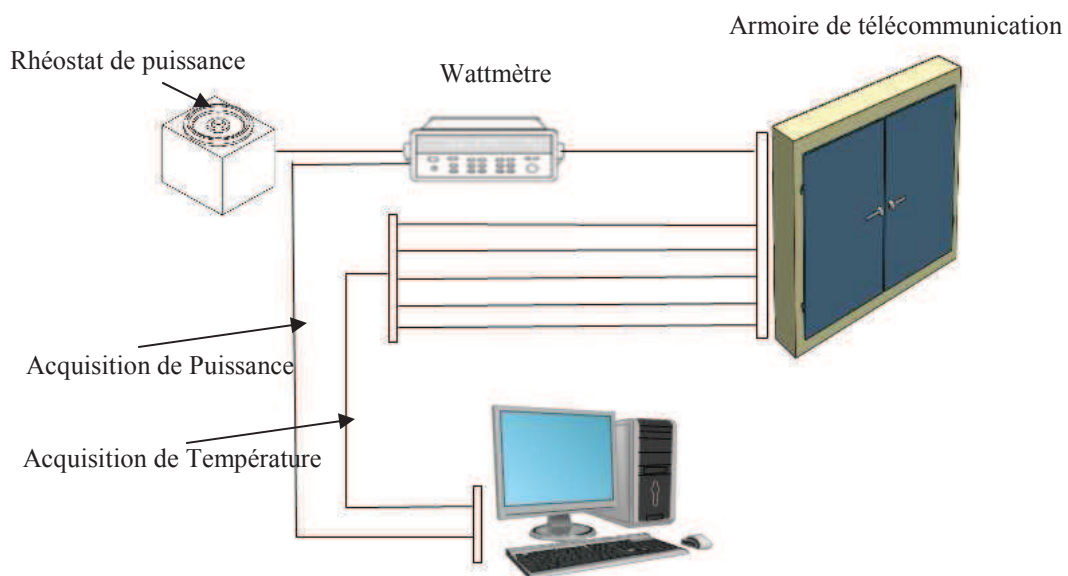 Armoire de télécommunication
Rhéostat de puissance
Wattmètre
Acquisition de Puissance
Acquisition de Température